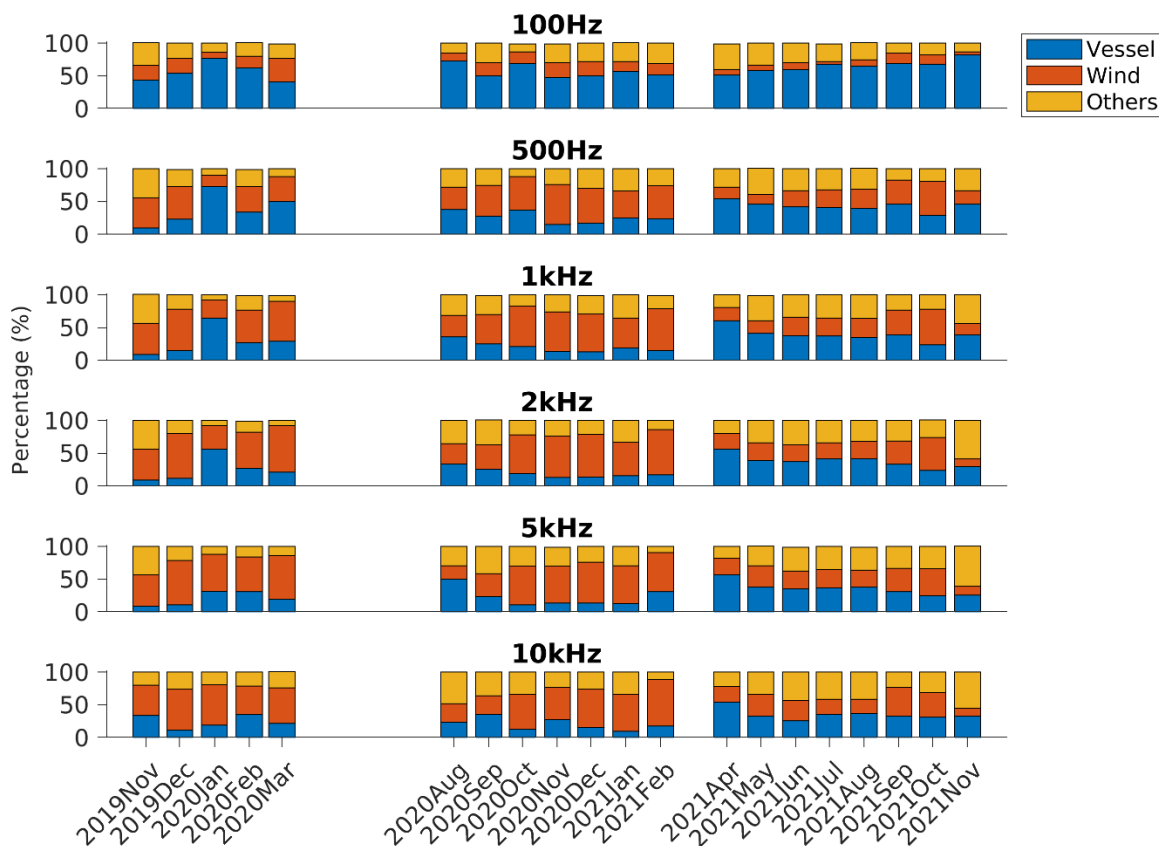 100Hz
100
50
0
Vessel
Wind
Others
500Hz
100
50
0
1kHz
100
50
0
Percentage (%)
2kHz
100
50
0
5kHz
100
50
0
10kHz
100
50
0
2019Nov
2019Dec
2020Jan
2020Feb
2020Mar
2020Aug
2020Sep
2020Oct
2020Nov
2020Dec
2021Jan
2021Feb
2021Apr
2021May
2021Jun
2021Jul
2021Aug
2021Sep
2021Oct
2021Nov